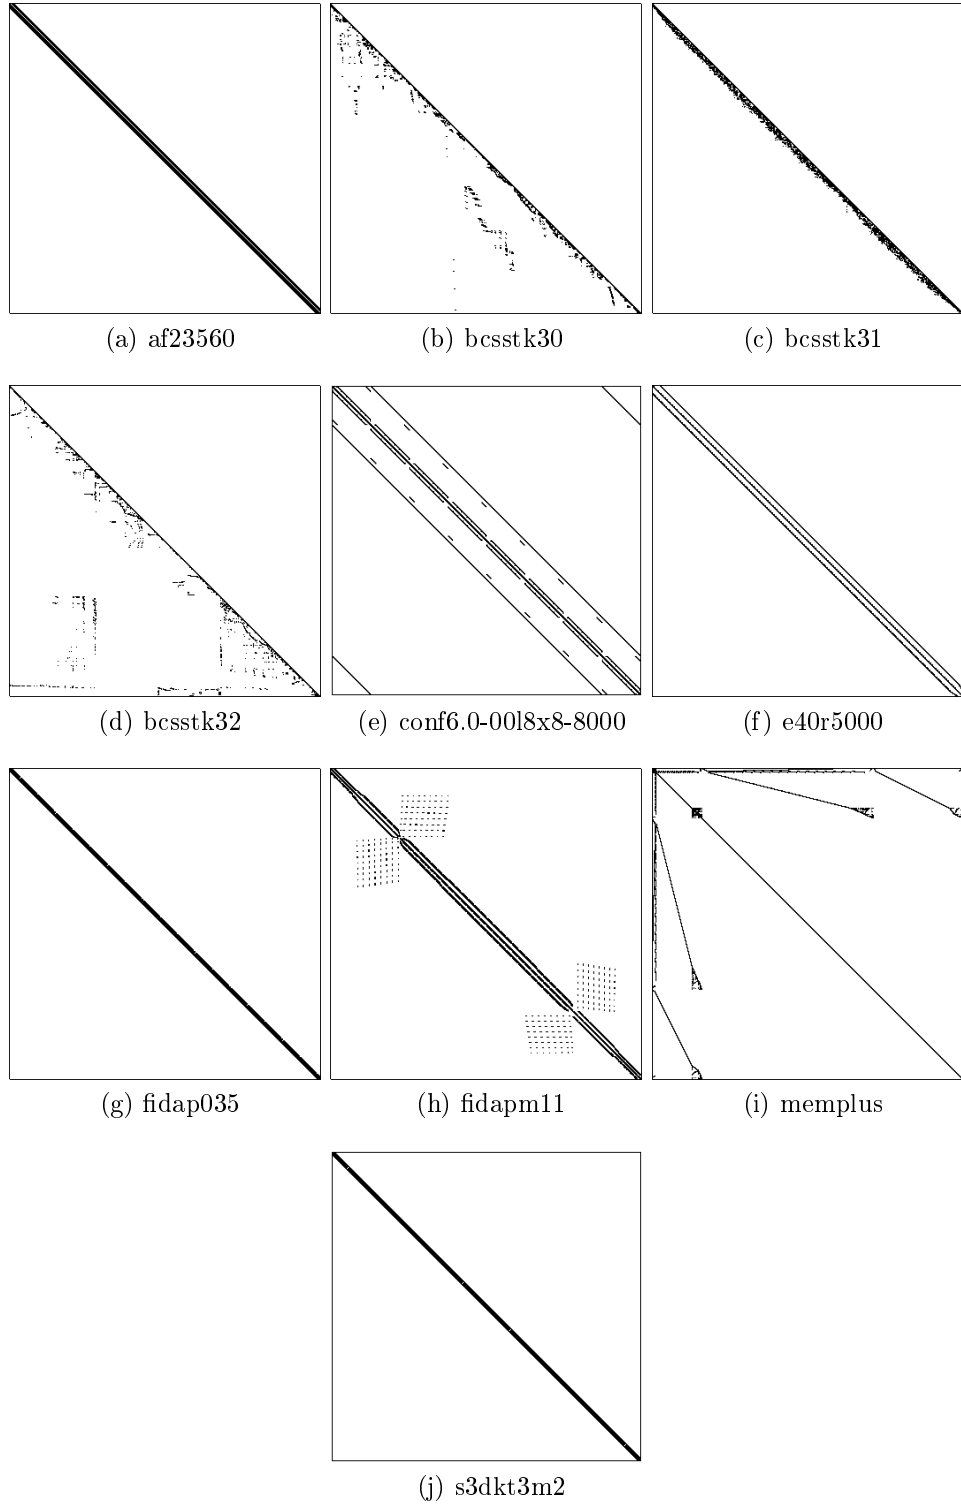 (a) af23560
(b) bcsstk30
(c) bcsstk31
(d) bcsstk32
(e) conf6.0-00l8x8-8000
(f) e40r5000
(g) fidap035
(h) fidapm11
(i) memplus
(j) s3dkt3m2